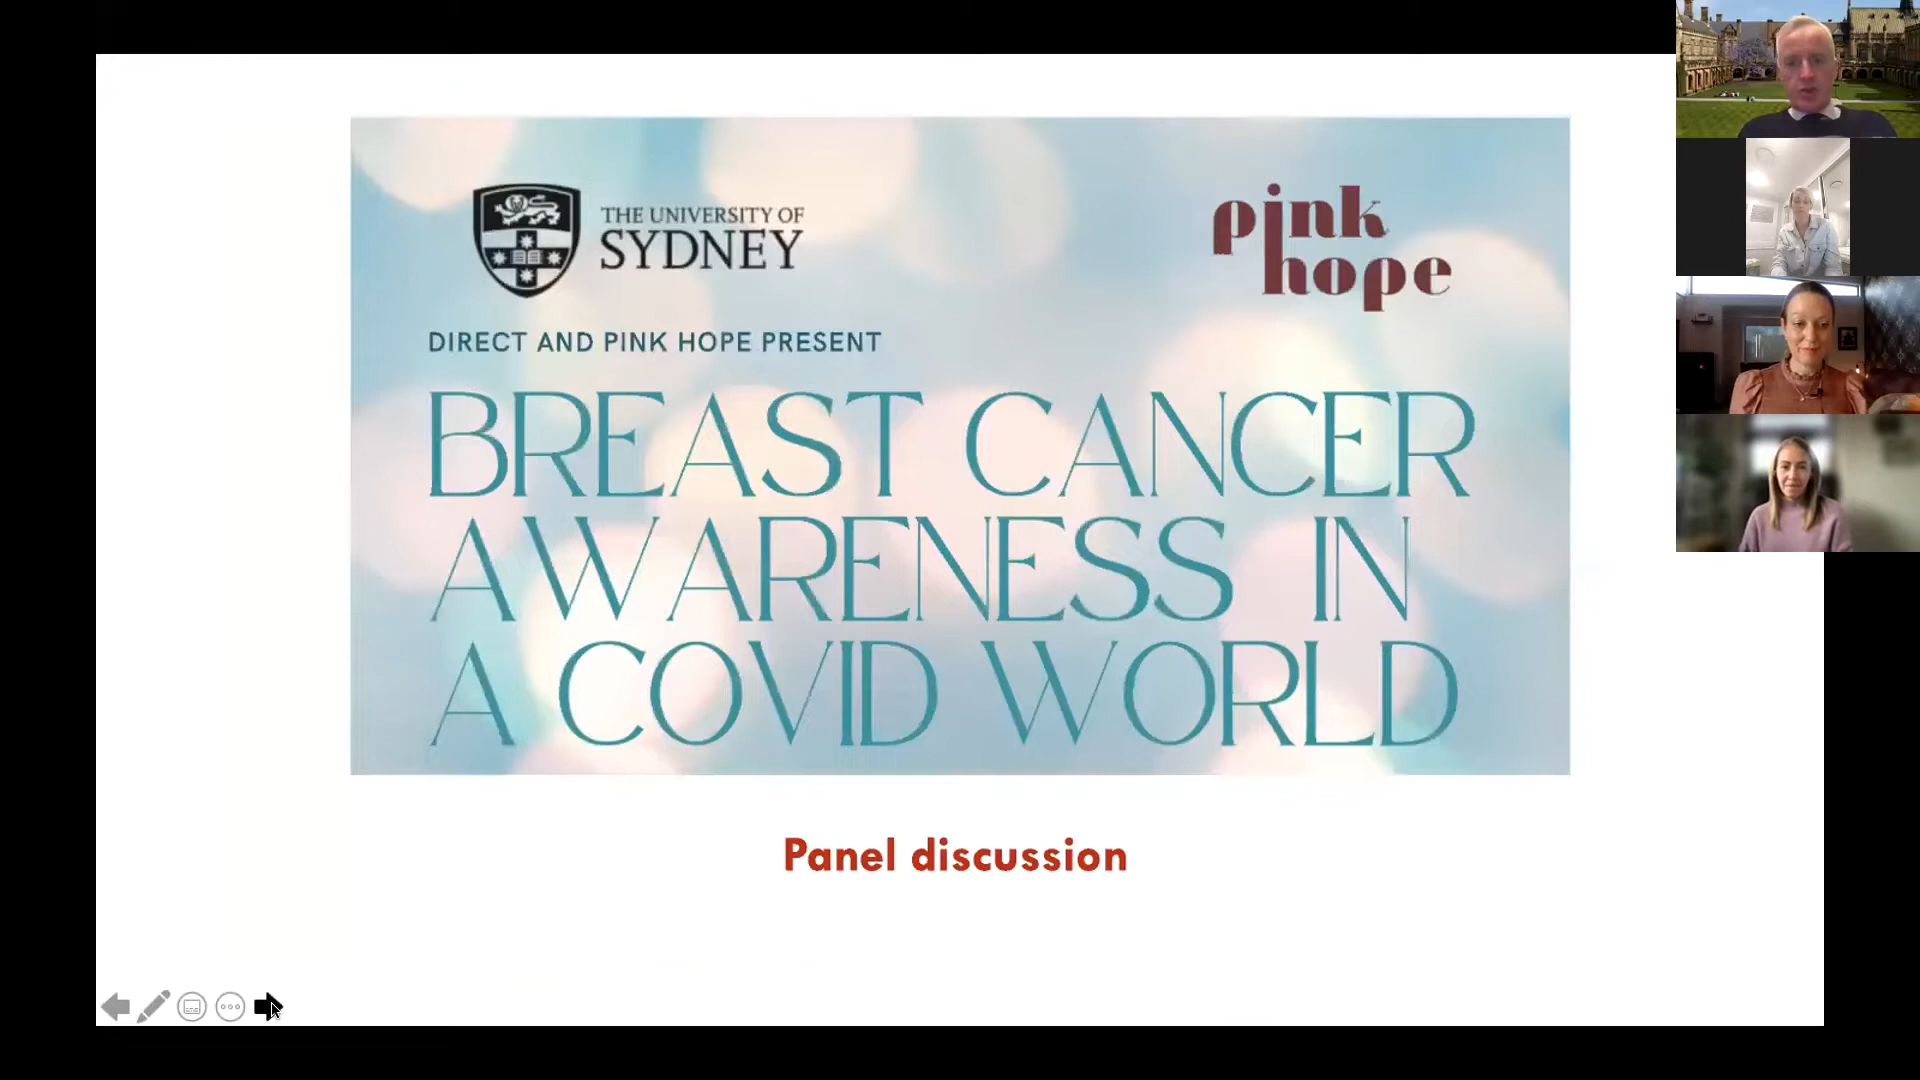 THE UNIVERSITY OF
SYDNEY
pink
hope
DIRECT AND PINK HOPE PRESENT
BREAST CANCER
AWARENESS IN
A COVID WORLD
Panel discussion